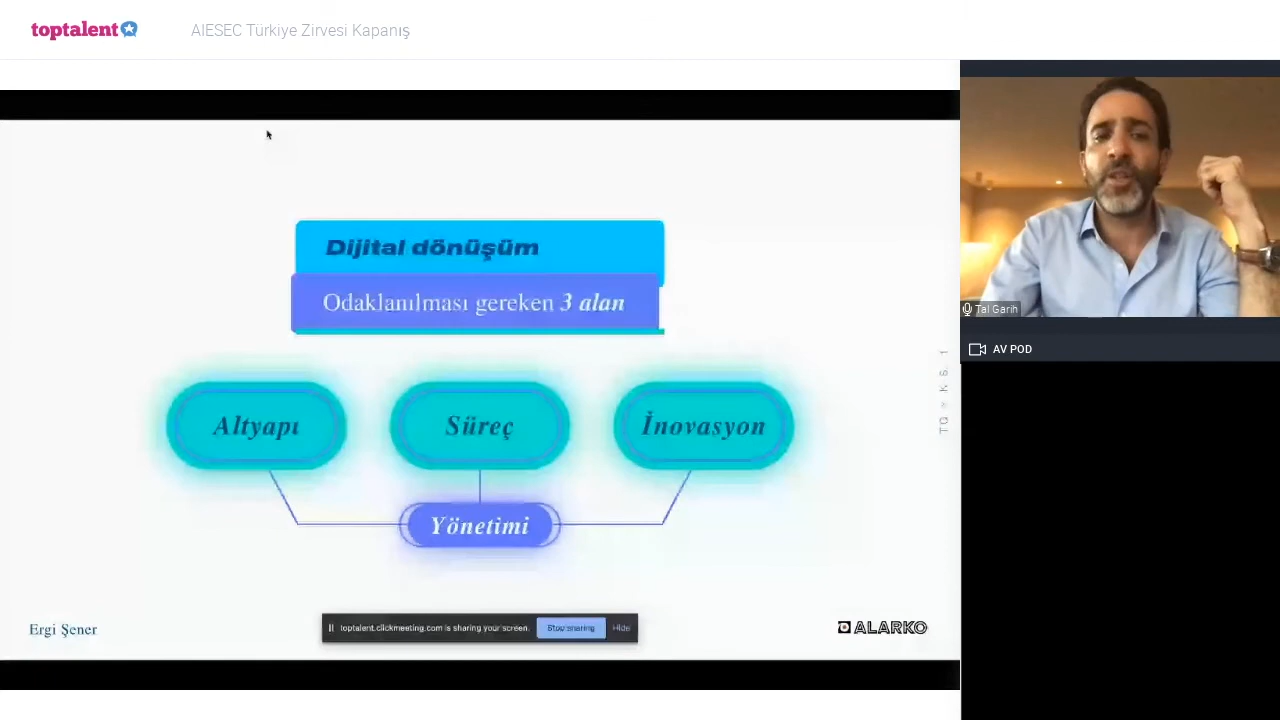 toptalent
AIESEC Türkiye Zirvesi Kapanış
Dijital dönüşüm
Odaklanılması gereken 3 alan
Altyapı
Süreç
İnovasyon
Yönetimi
Ergi Şener
toptalent.clickmeeting.com is sharing your screen.
Stop sharing
Hide
ALARKO
Tal Garih
AV POD